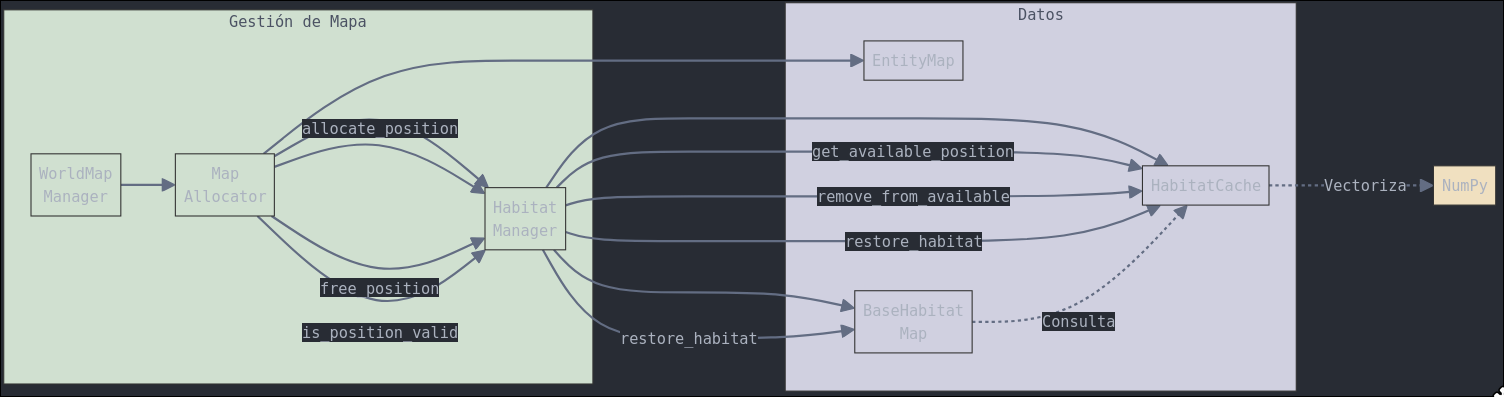 Gestión de Mapa
Datos
EntityMap
allocate_position
get_available_position
WorldMap
Manager
Map
Allocator
HabitatCache
Vectoriza
NumPy
remove_from_available
Habitat
Manager
restore_habitat
free_position
BaseHabitat
Map
Consulta
is_position_valid
restore_habitat